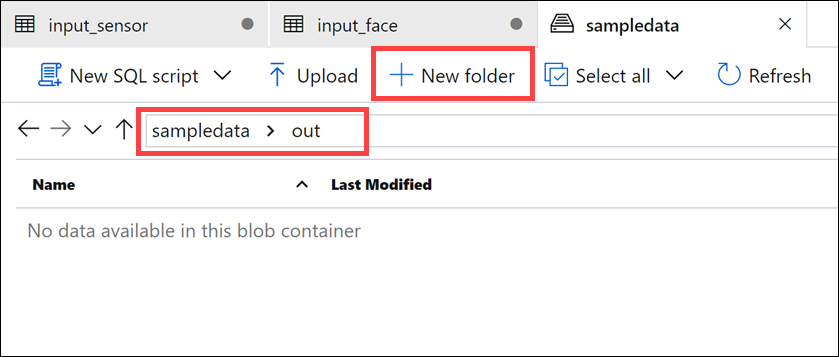 input_sensor input_face sampledata
New SQL script Upload New folder Select all Refresh
sampledata out
Name Last Modified
No data available in this blob container